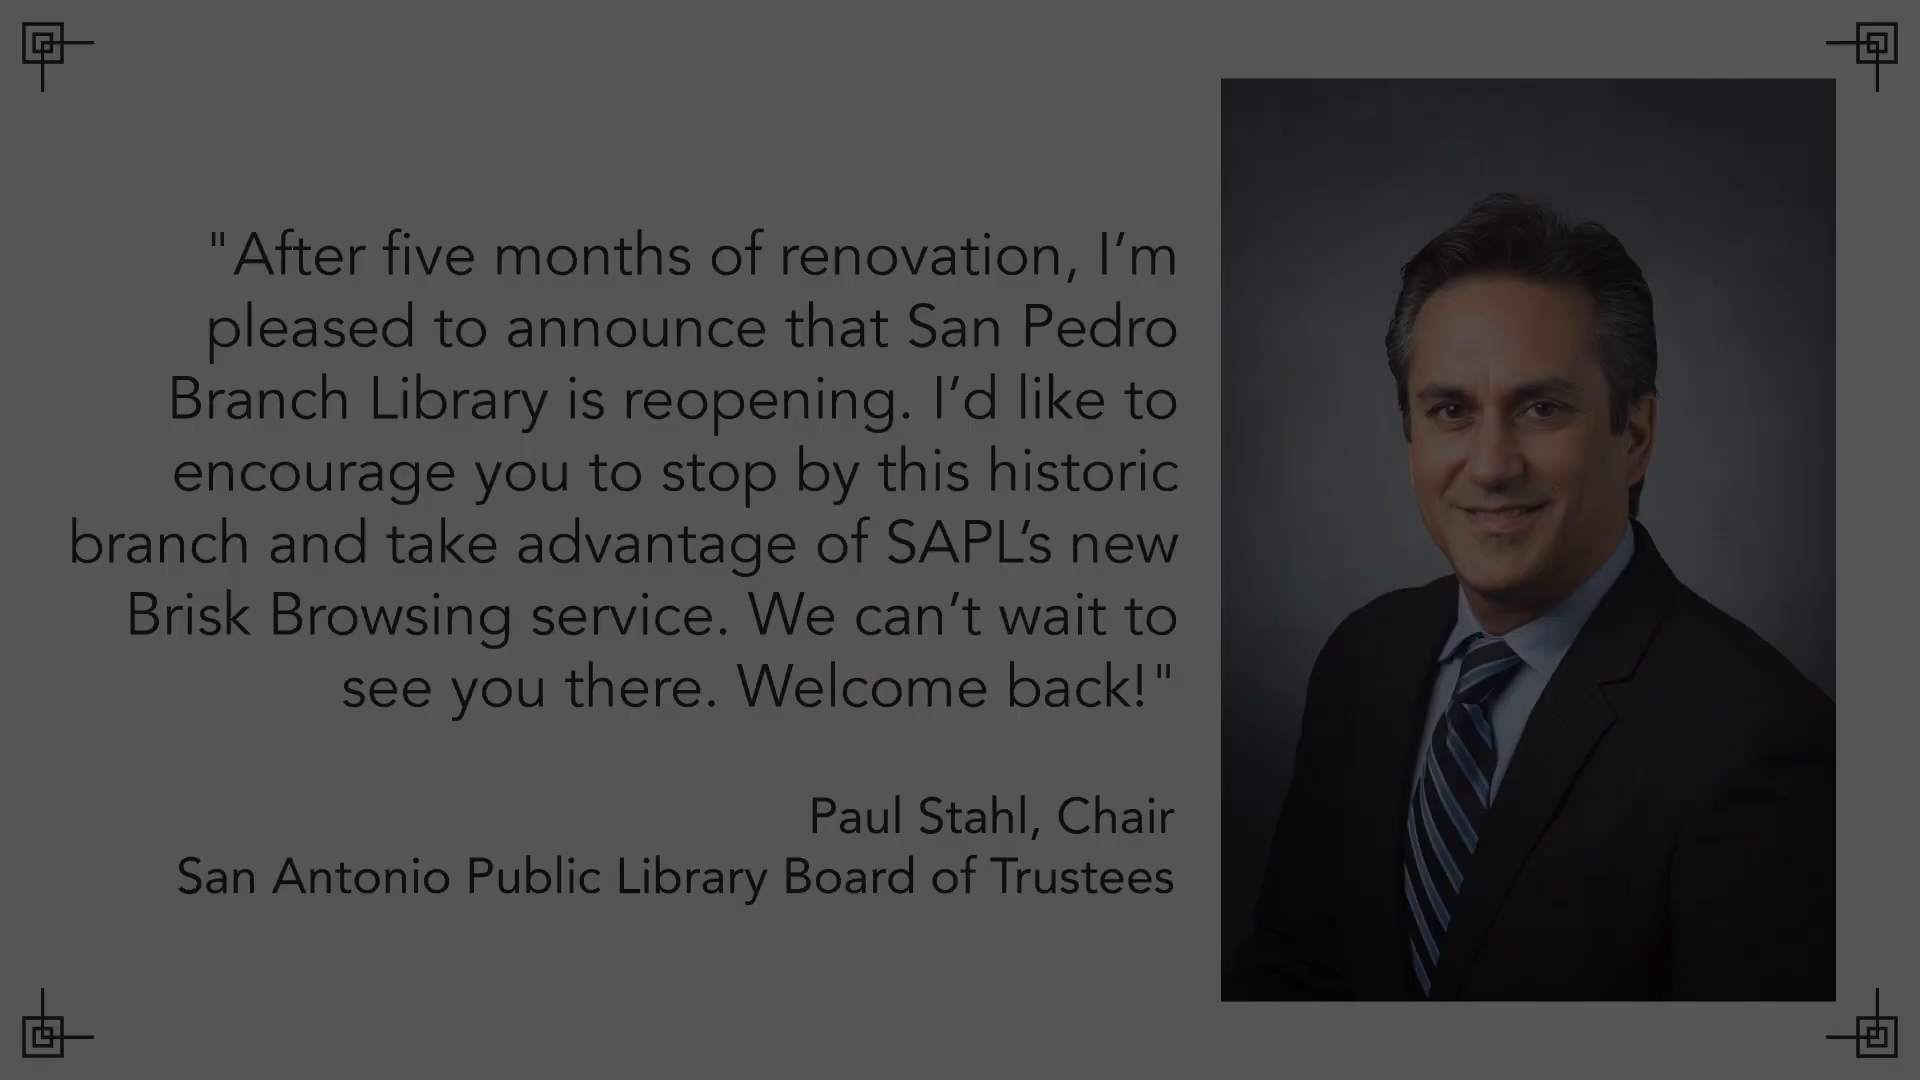 "After five months of renovation, I’m
pleased to announce that San Pedro
Branch Library is reopening. I’d like to
encourage you to stop by this historic
branch and take advantage of SAPL’s new
Brisk Browsing service. We can’t wait to
see you there. Welcome back!"
Paul Stahl, Chair
San Antonio Public Library Board of Trustees